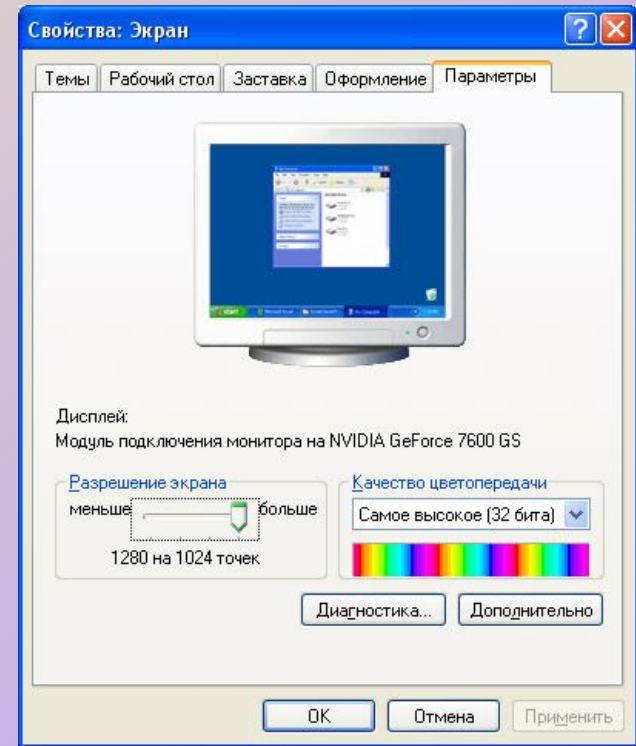 Свойства: Экран
Темы Рабочий стол Заставка Оформление Параметры
start
Дисплей:
Модуль подключения монитора на NVIDIA GeForce 7600 GS
Разрешение экрана
меньше больше
1280 на 1024 точек
Качество цветопередачи
Самое высокое (32 бита)
Диагностика... Дополнительно
OK Отмена Применить